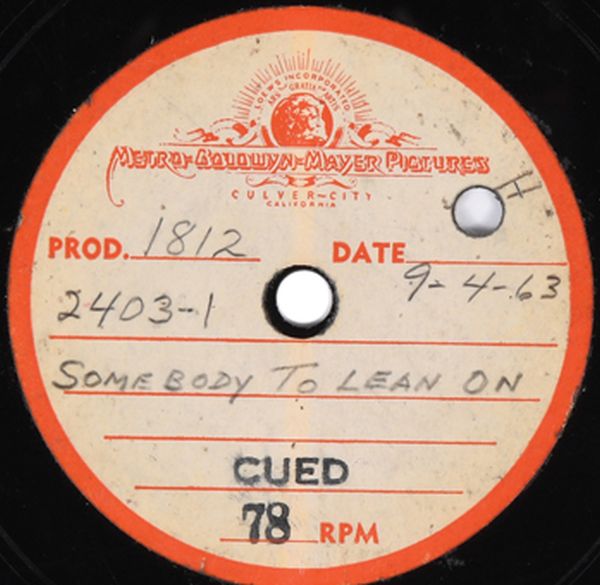 LOEWS INCORPORATED
ARS GRATIA ARTIS
METRO-GOLDWYN-MAYER PICTURES
CULVER-CITY
CALIFORNIA
H
PROD. 1812 DATE 9-4-63
2403-1
SOMEBODY TO LEAN ON
CUED
78 RPM